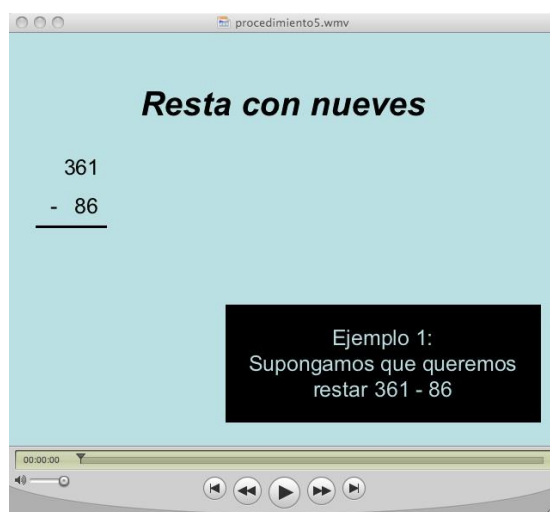 procedimiento5.wmv
Resta con nueves
361
- 86
Ejemplo 1:
Supongamos que queremos
restar 361 - 86
00:00:00